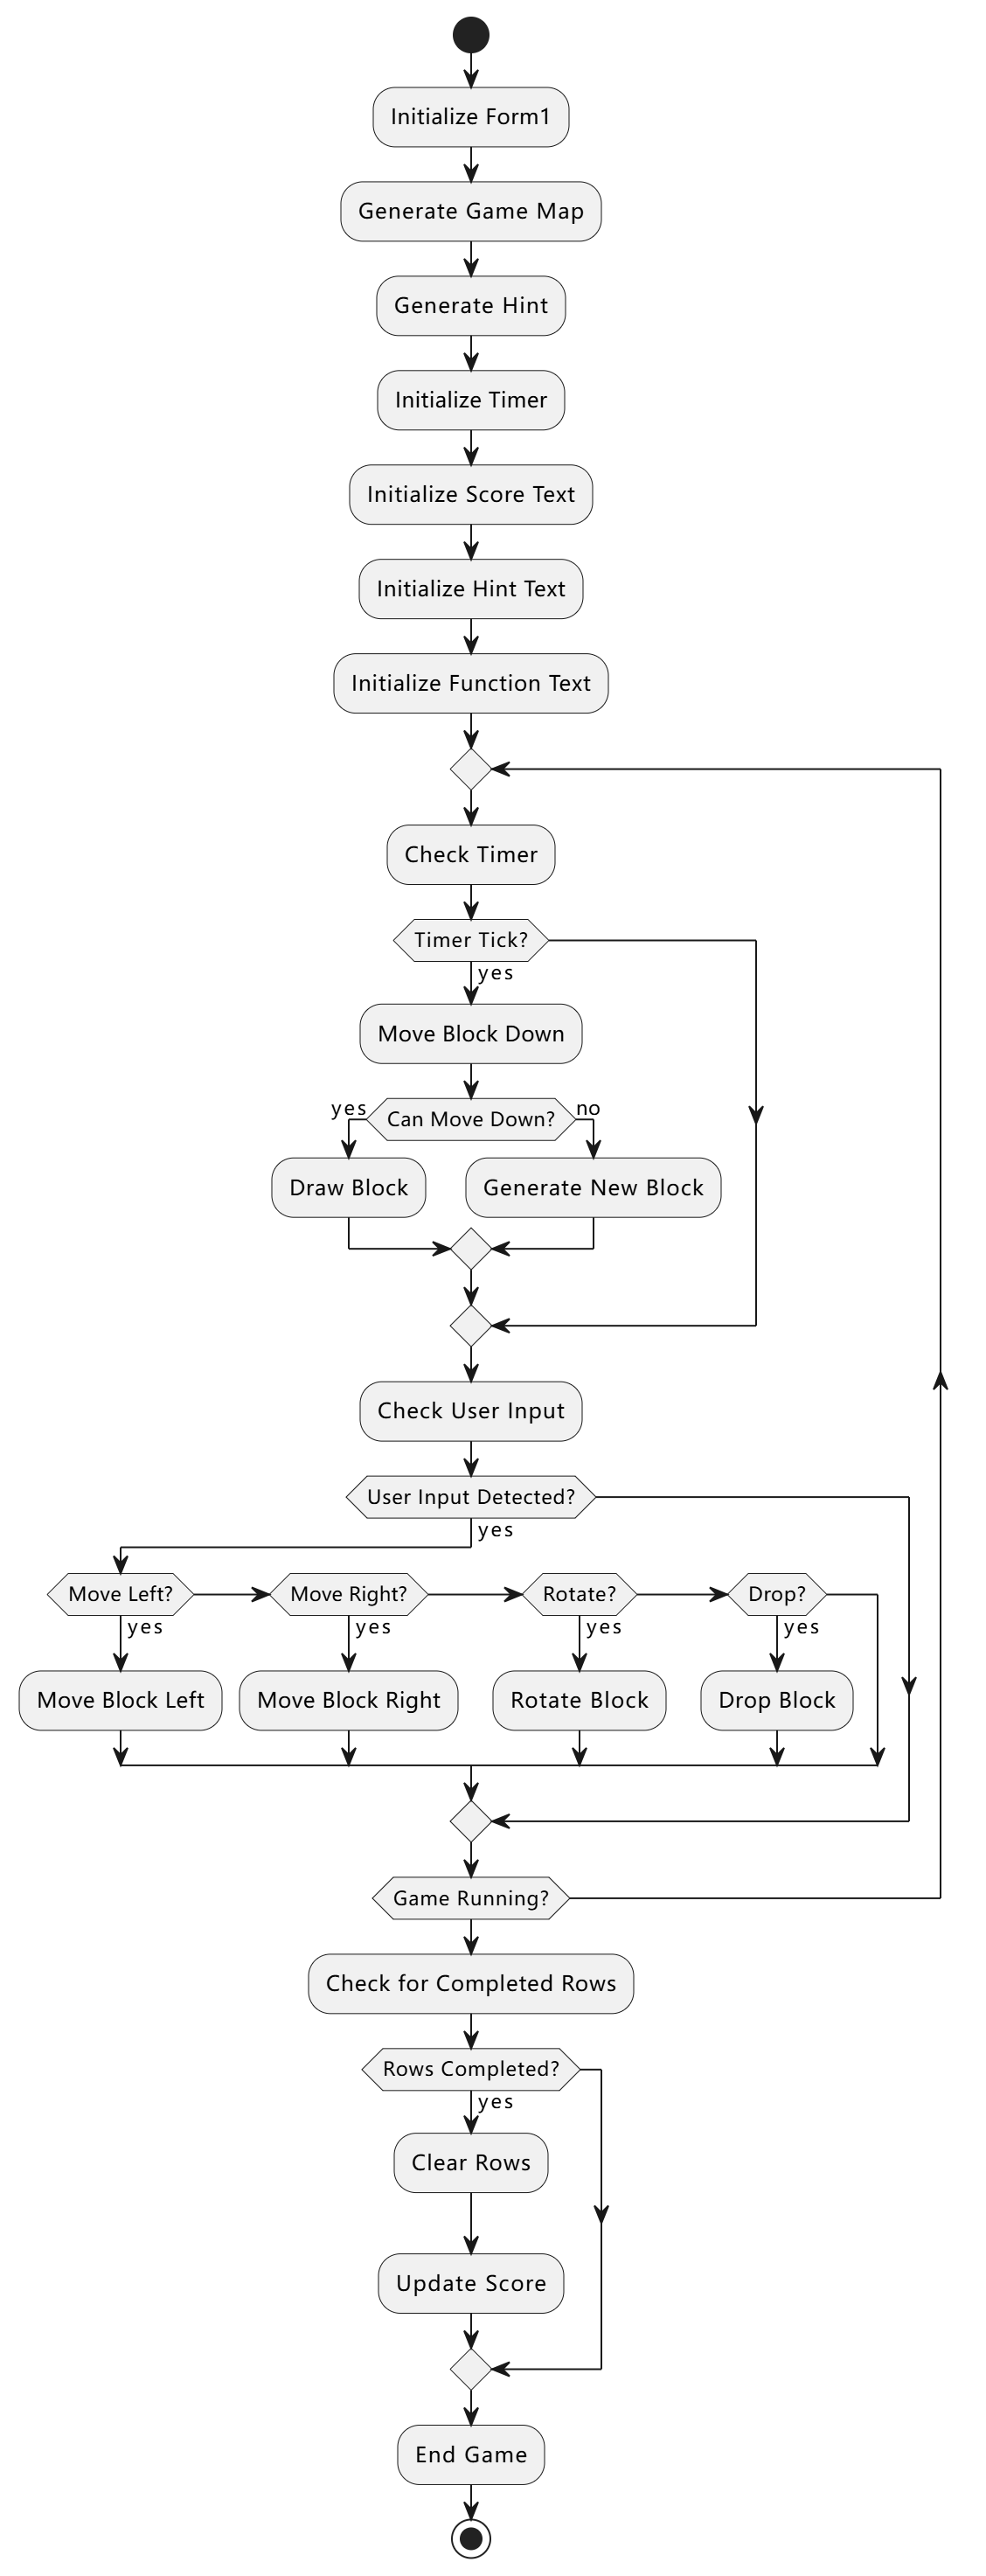 Initialize Form1
Generate Game Map
Generate Hint
Initialize Timer
Initialize Score Text
Initialize Hint Text
Initialize Function Text
Check Timer
Timer Tick?
yes
Move Block Down
yes
Can Move Down?
no
Draw Block
Generate New Block
Check User Input
User Input Detected?
yes
Move Left?
Move Right?
Rotate?
Drop?
yes
yes
yes
yes
Move Block Left
Move Block Right
Rotate Block
Drop Block
Game Running?
Check for Completed Rows
Rows Completed?
yes
Clear Rows
Update Score
End Game